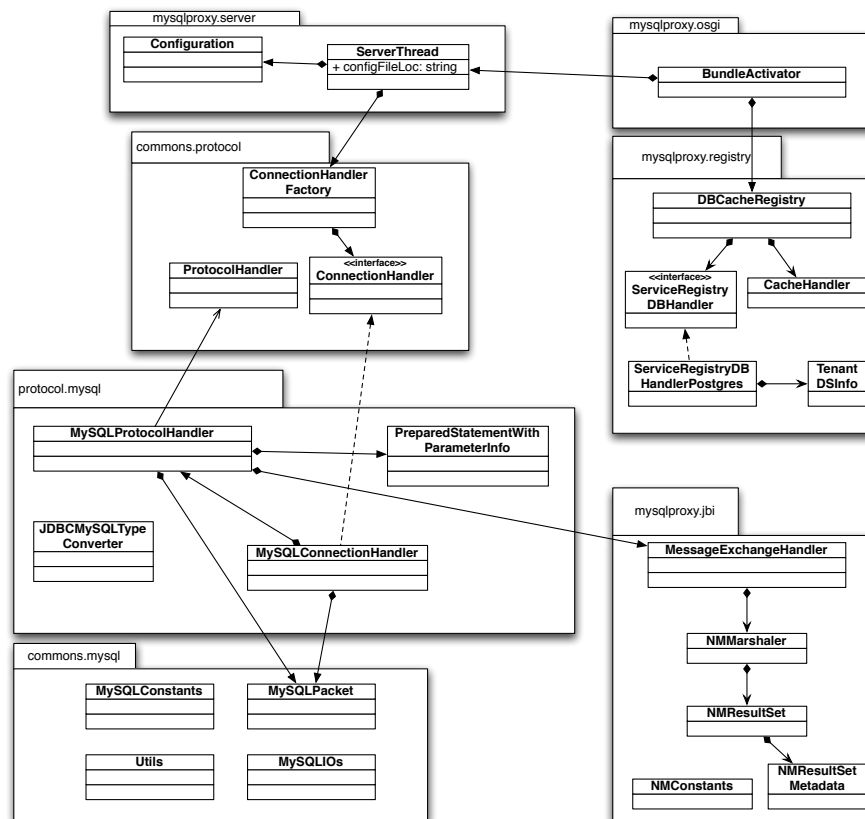 mysqlproxy.server
Configuration
ServerThread
+ configFileLoc: string
mysqlproxy.osgi
BundleActivator
commons.protocol
ConnectionHandler
Factory
ProtocolHandler
<<interface>>
ConnectionHandler
mysqlproxy.registry
DBCacheRegistry
<<interface>>
ServiceRegistry
DBHandler
CacheHandler
ServiceRegistryDB
HandlerPostgres
Tenant
DSInfo
protocol.mysql
MySQLProtocolHandler
PreparedStatementWith
ParameterInfo
JDBCMySQLType
Converter
MySQLConnectionHandler
mysqlproxy.jbi
MessageExchangeHandler
NMMarshaler
NMResultSet
NMConstants
NMResultSet
Metadata
commons.mysql
MySQLConstants
MySQLPacket
Utils
MySQLIOs